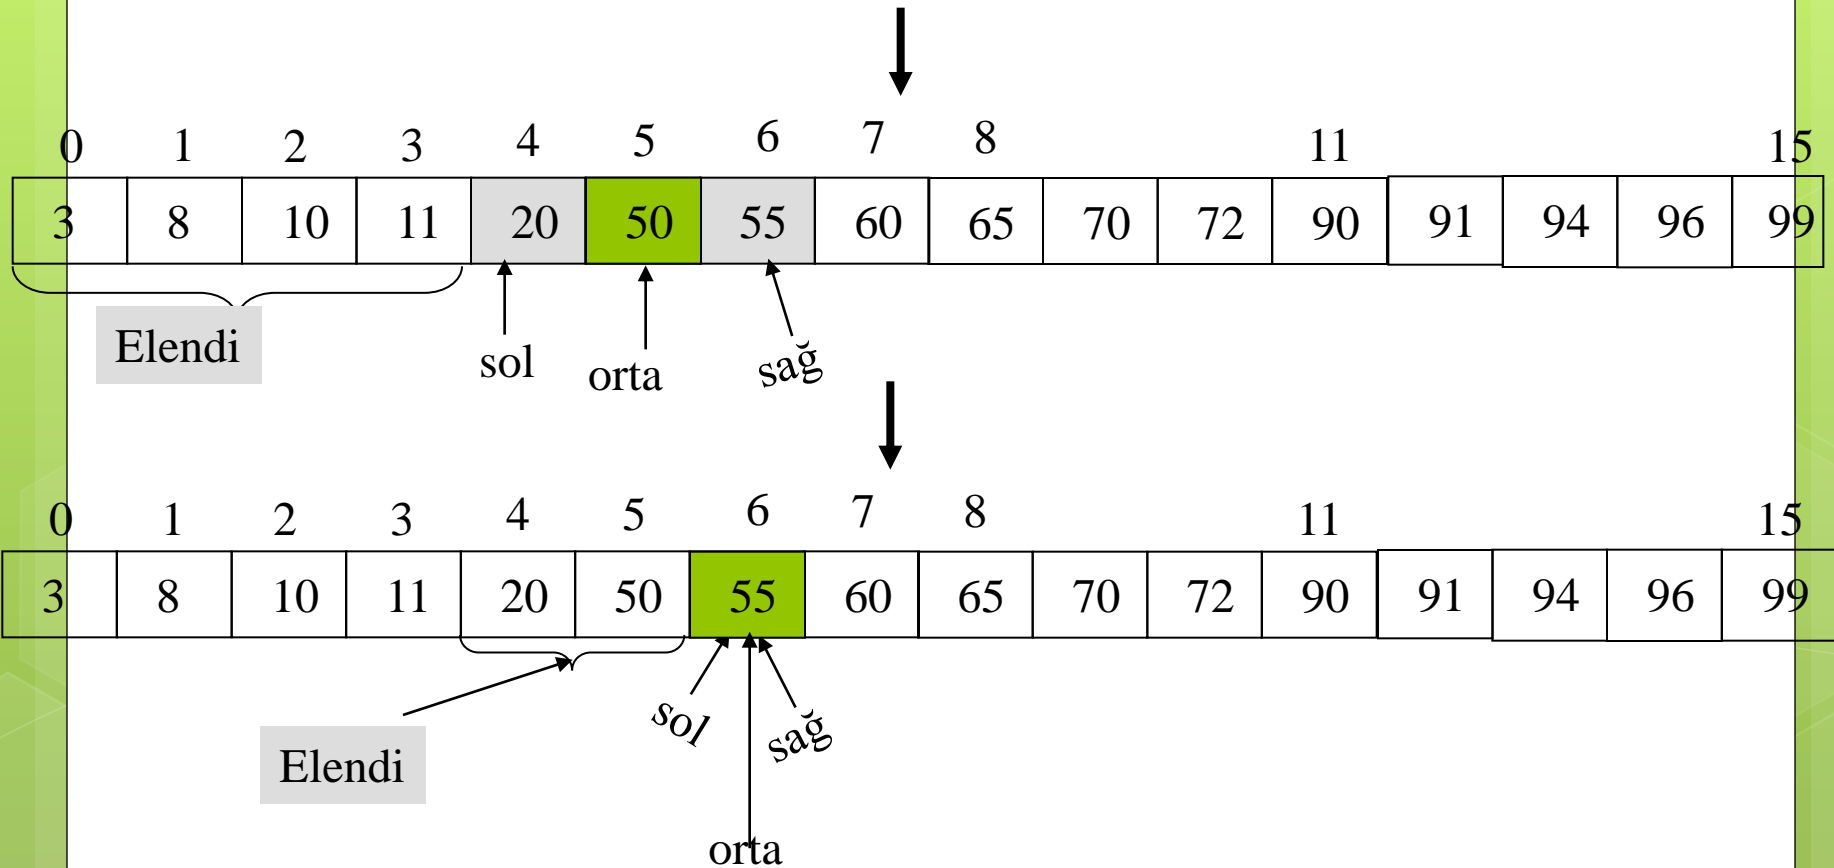 0 1 2 3 4 5 6 7 8 11 15
3 8 10 11 20 50 55 60 65 70 72 90 91 94 96 99
Elendi sol orta sağ
0 1 2 3 4 5 6 7 8 11 15
3 8 10 11 20 50 55 60 65 70 72 90 91 94 96 99
sol sağ
Elendi
orta